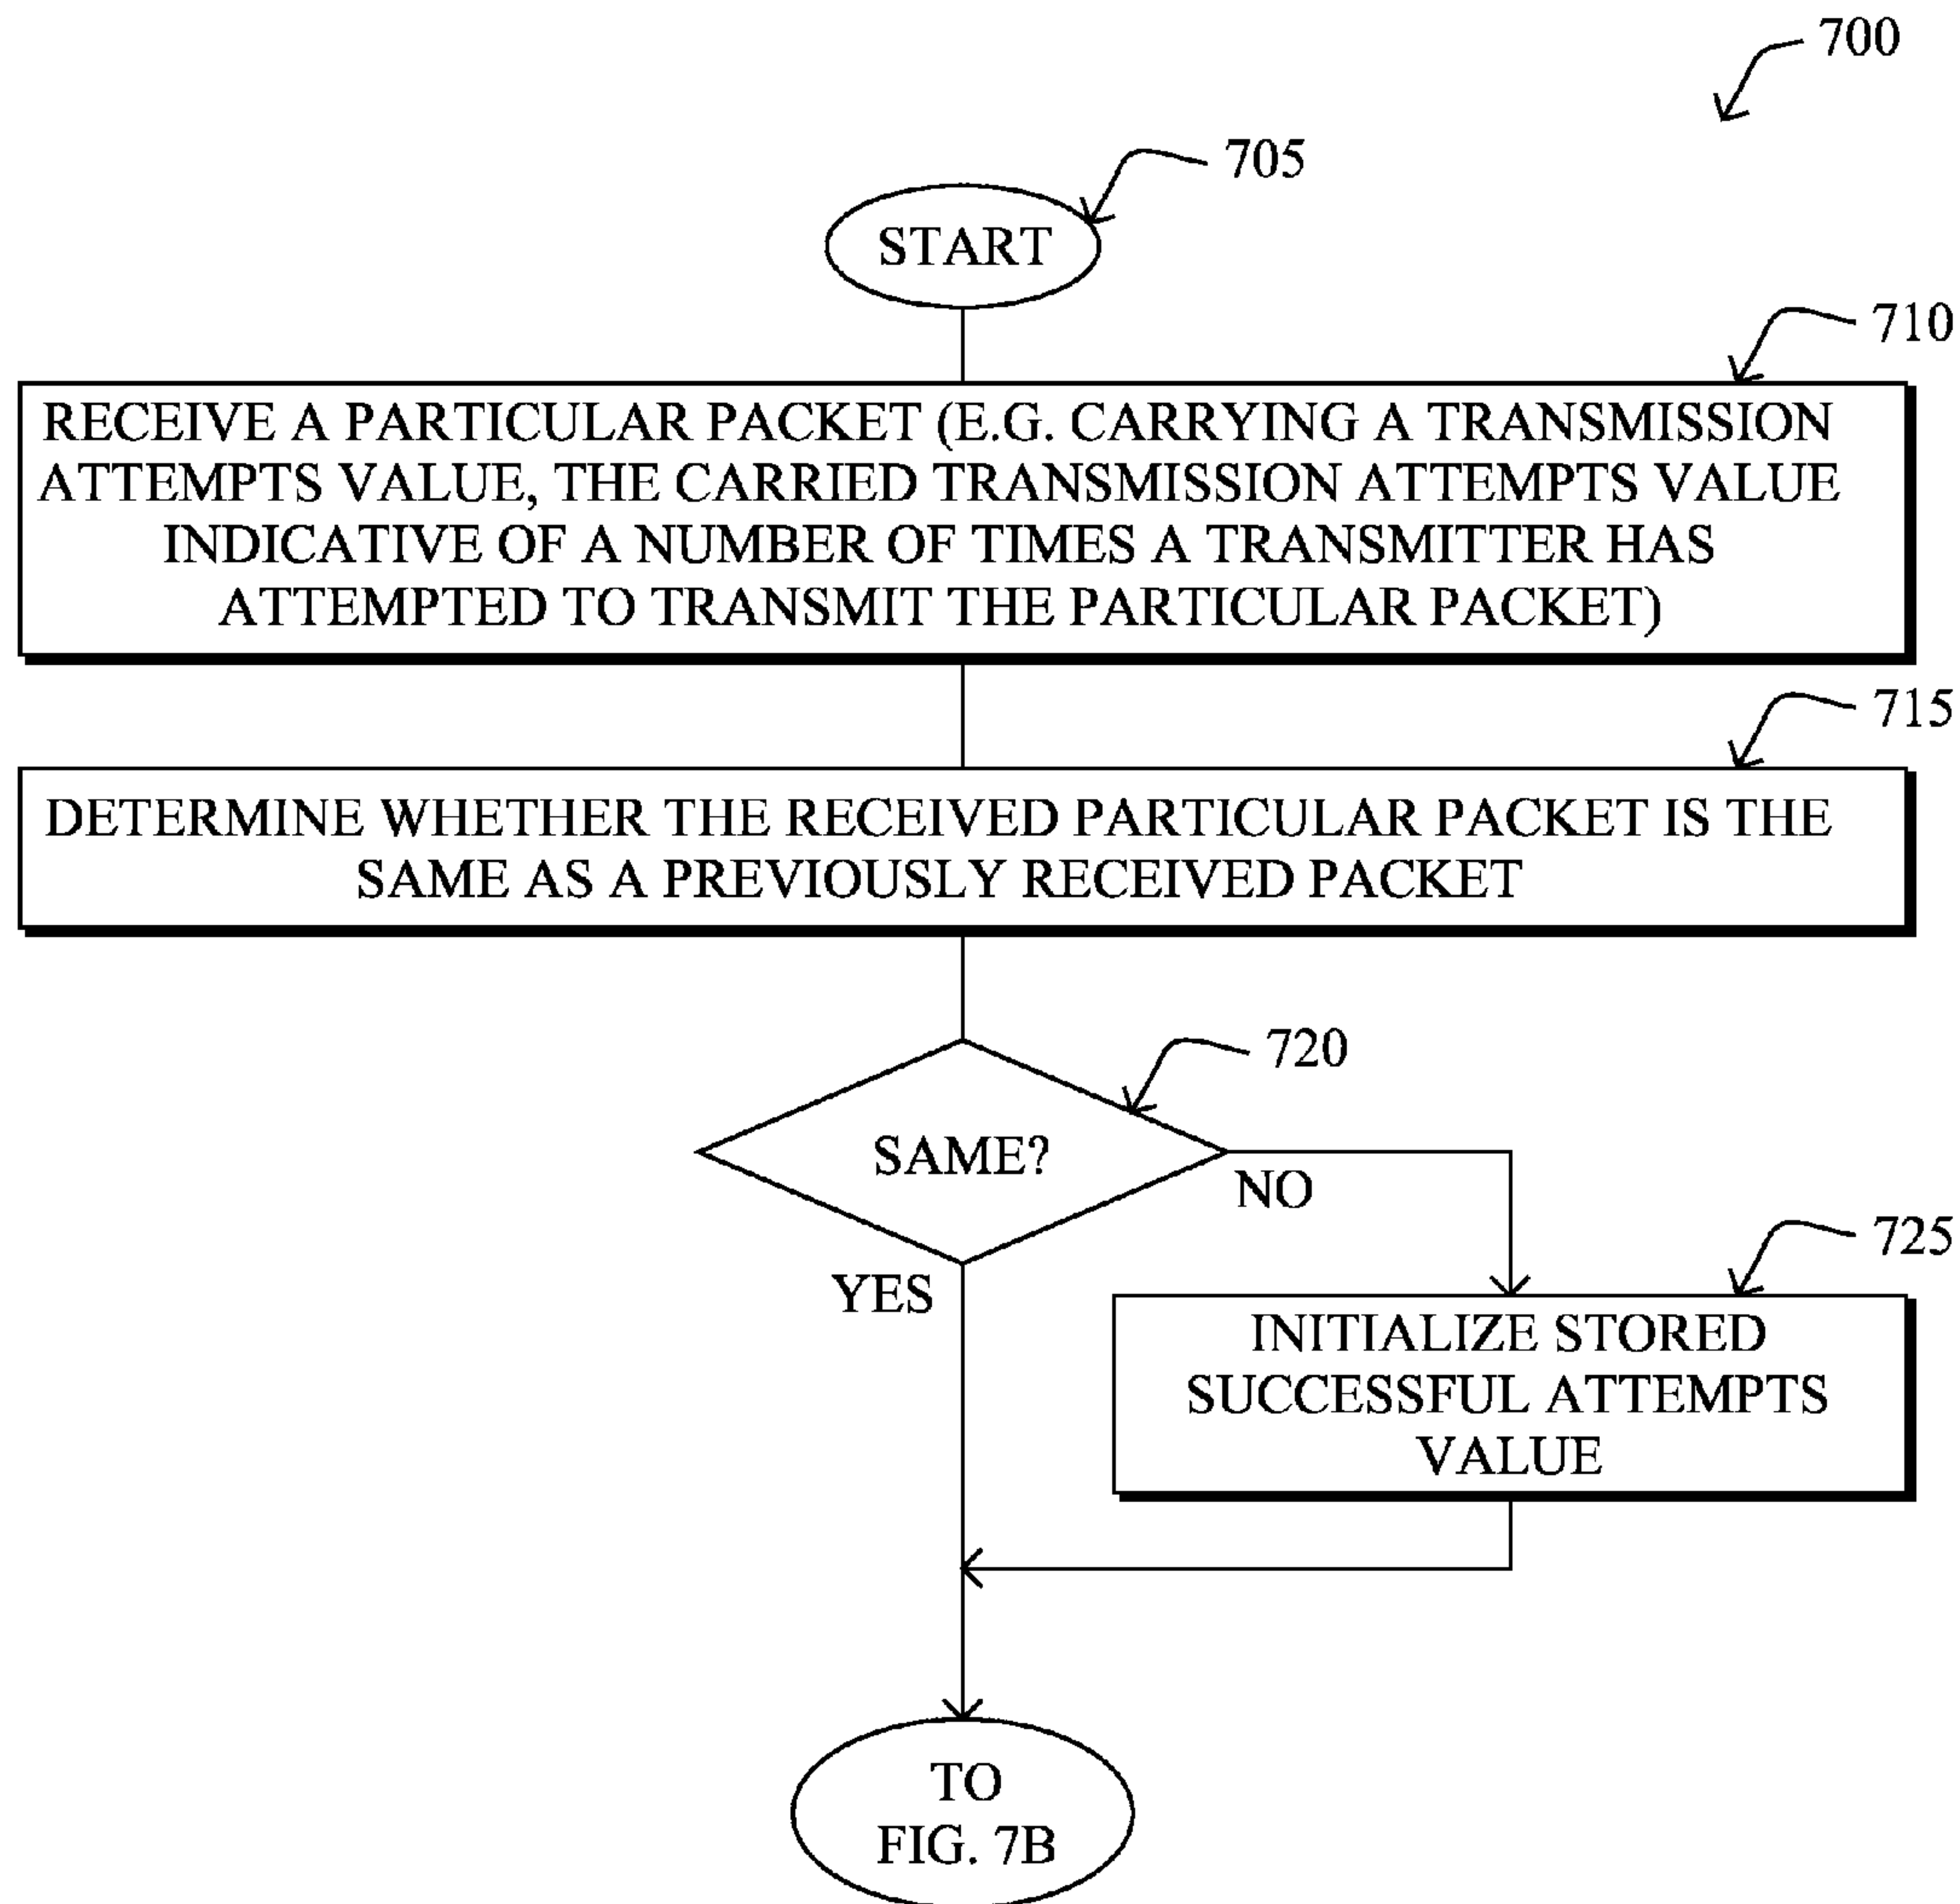 700
705
START
710
RECEIVE A PARTICULAR PACKET (E.G. CARRYING A TRANSMISSION
ATTEMPTS VALUE, THE CARRIED TRANSMISSION ATTEMPTS VALUE
INDICATIVE OF A NUMBER OF TIMES A TRANSMITTER HAS
ATTEMPTED TO TRANSMIT THE PARTICULAR PACKET)
715
DETERMINE WHETHER THE RECEIVED PARTICULAR PACKET IS THE
SAME AS A PREVIOUSLY RECEIVED PACKET
720
SAME?
NO
YES
725
INITIALIZE STORED
SUCCESSFUL ATTEMPTS
VALUE
TO
FIG. 7B